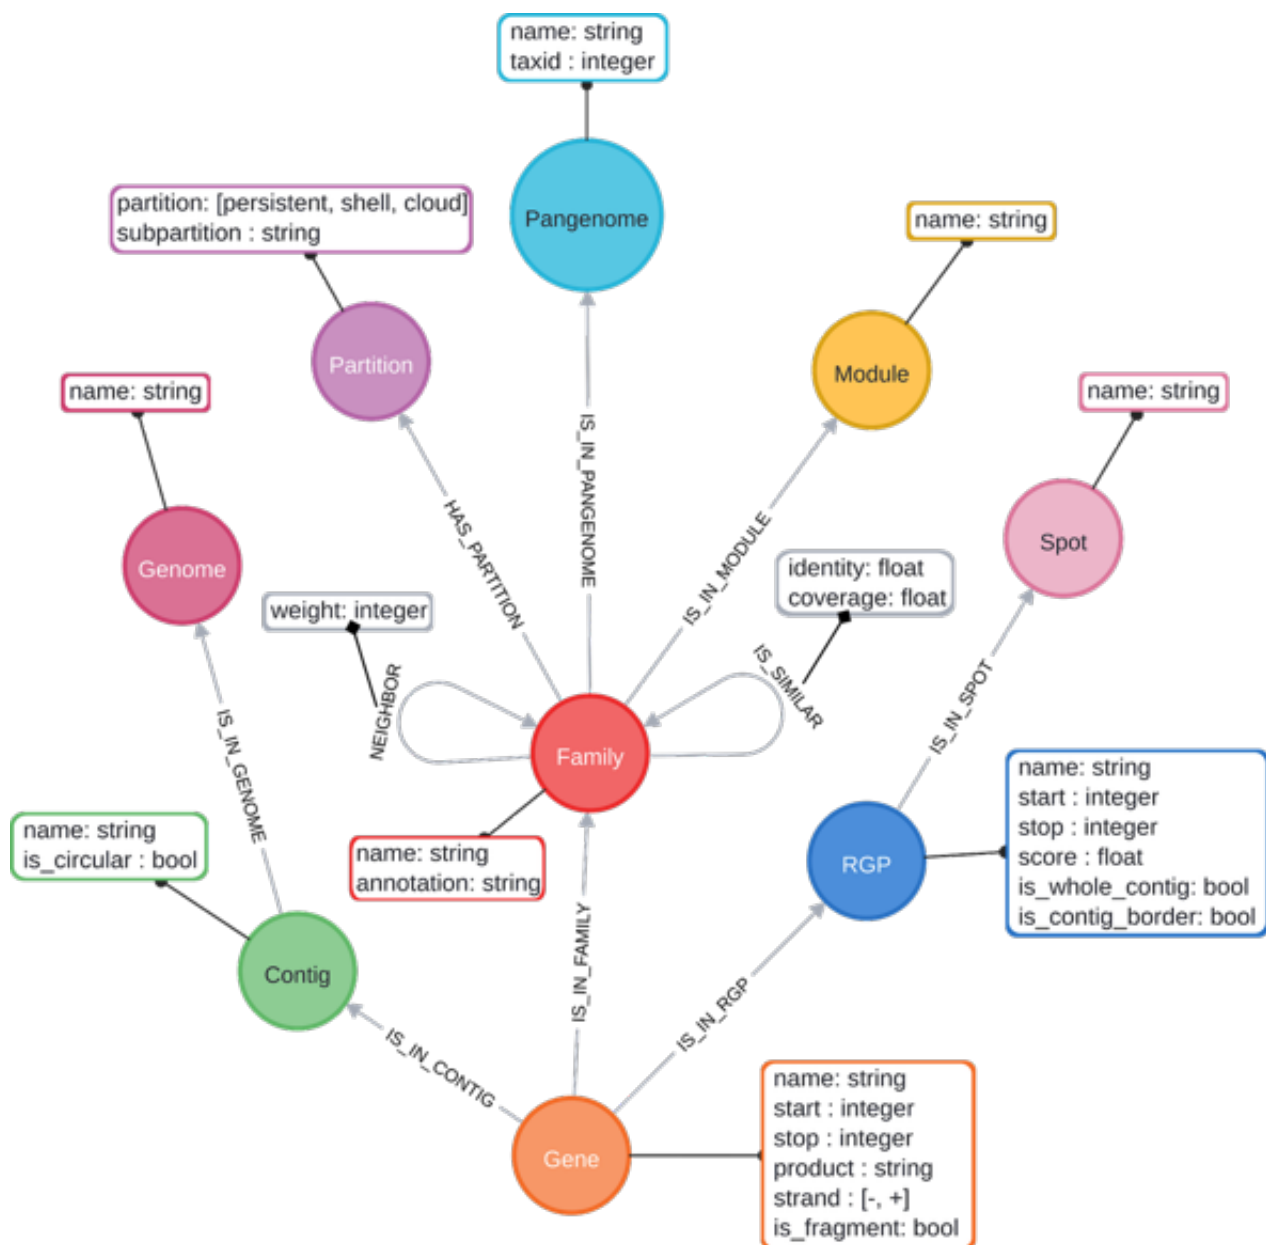 name: string
taxid : integer
Pangenome
partition: [persistent, shell, cloud]
subpartition : string
Partition
name: string
Module
name: string
Genome
name: string
Spot
HAS_PARTITION
IS_IN_PANGENOME
IS_IN_MODULE
identity: float
coverage: float
IS_SIMILAR
weight: integer
NEIGHBOR
Family
name: string
annotation: string
IS_IN_GENOME
name: string
is_circular : bool
Contig
IS_IN_SPOT
name: string
start : integer
stop : integer
score : float
is_whole_contig: bool
is_contig_border: bool
RGP
IS_IN_CONTIG
IS_IN_FAMILY
IS_IN_RGP
Gene
name: string
start : integer
stop : integer
product : string
strand : [-, +]
is_fragment: bool